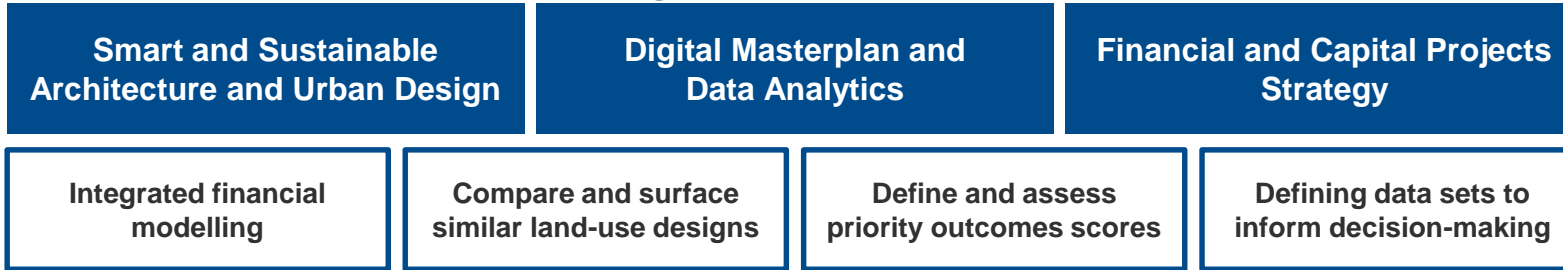 Smart and Sustainable
Architecture and Urban Design
Digital Masterplan and
Data Analytics
Financial and Capital Projects
Strategy
Integrated financial
modelling
Compare and surface
similar land-use designs
Define and assess
priority outcomes scores
Defining data sets to
inform decision-making